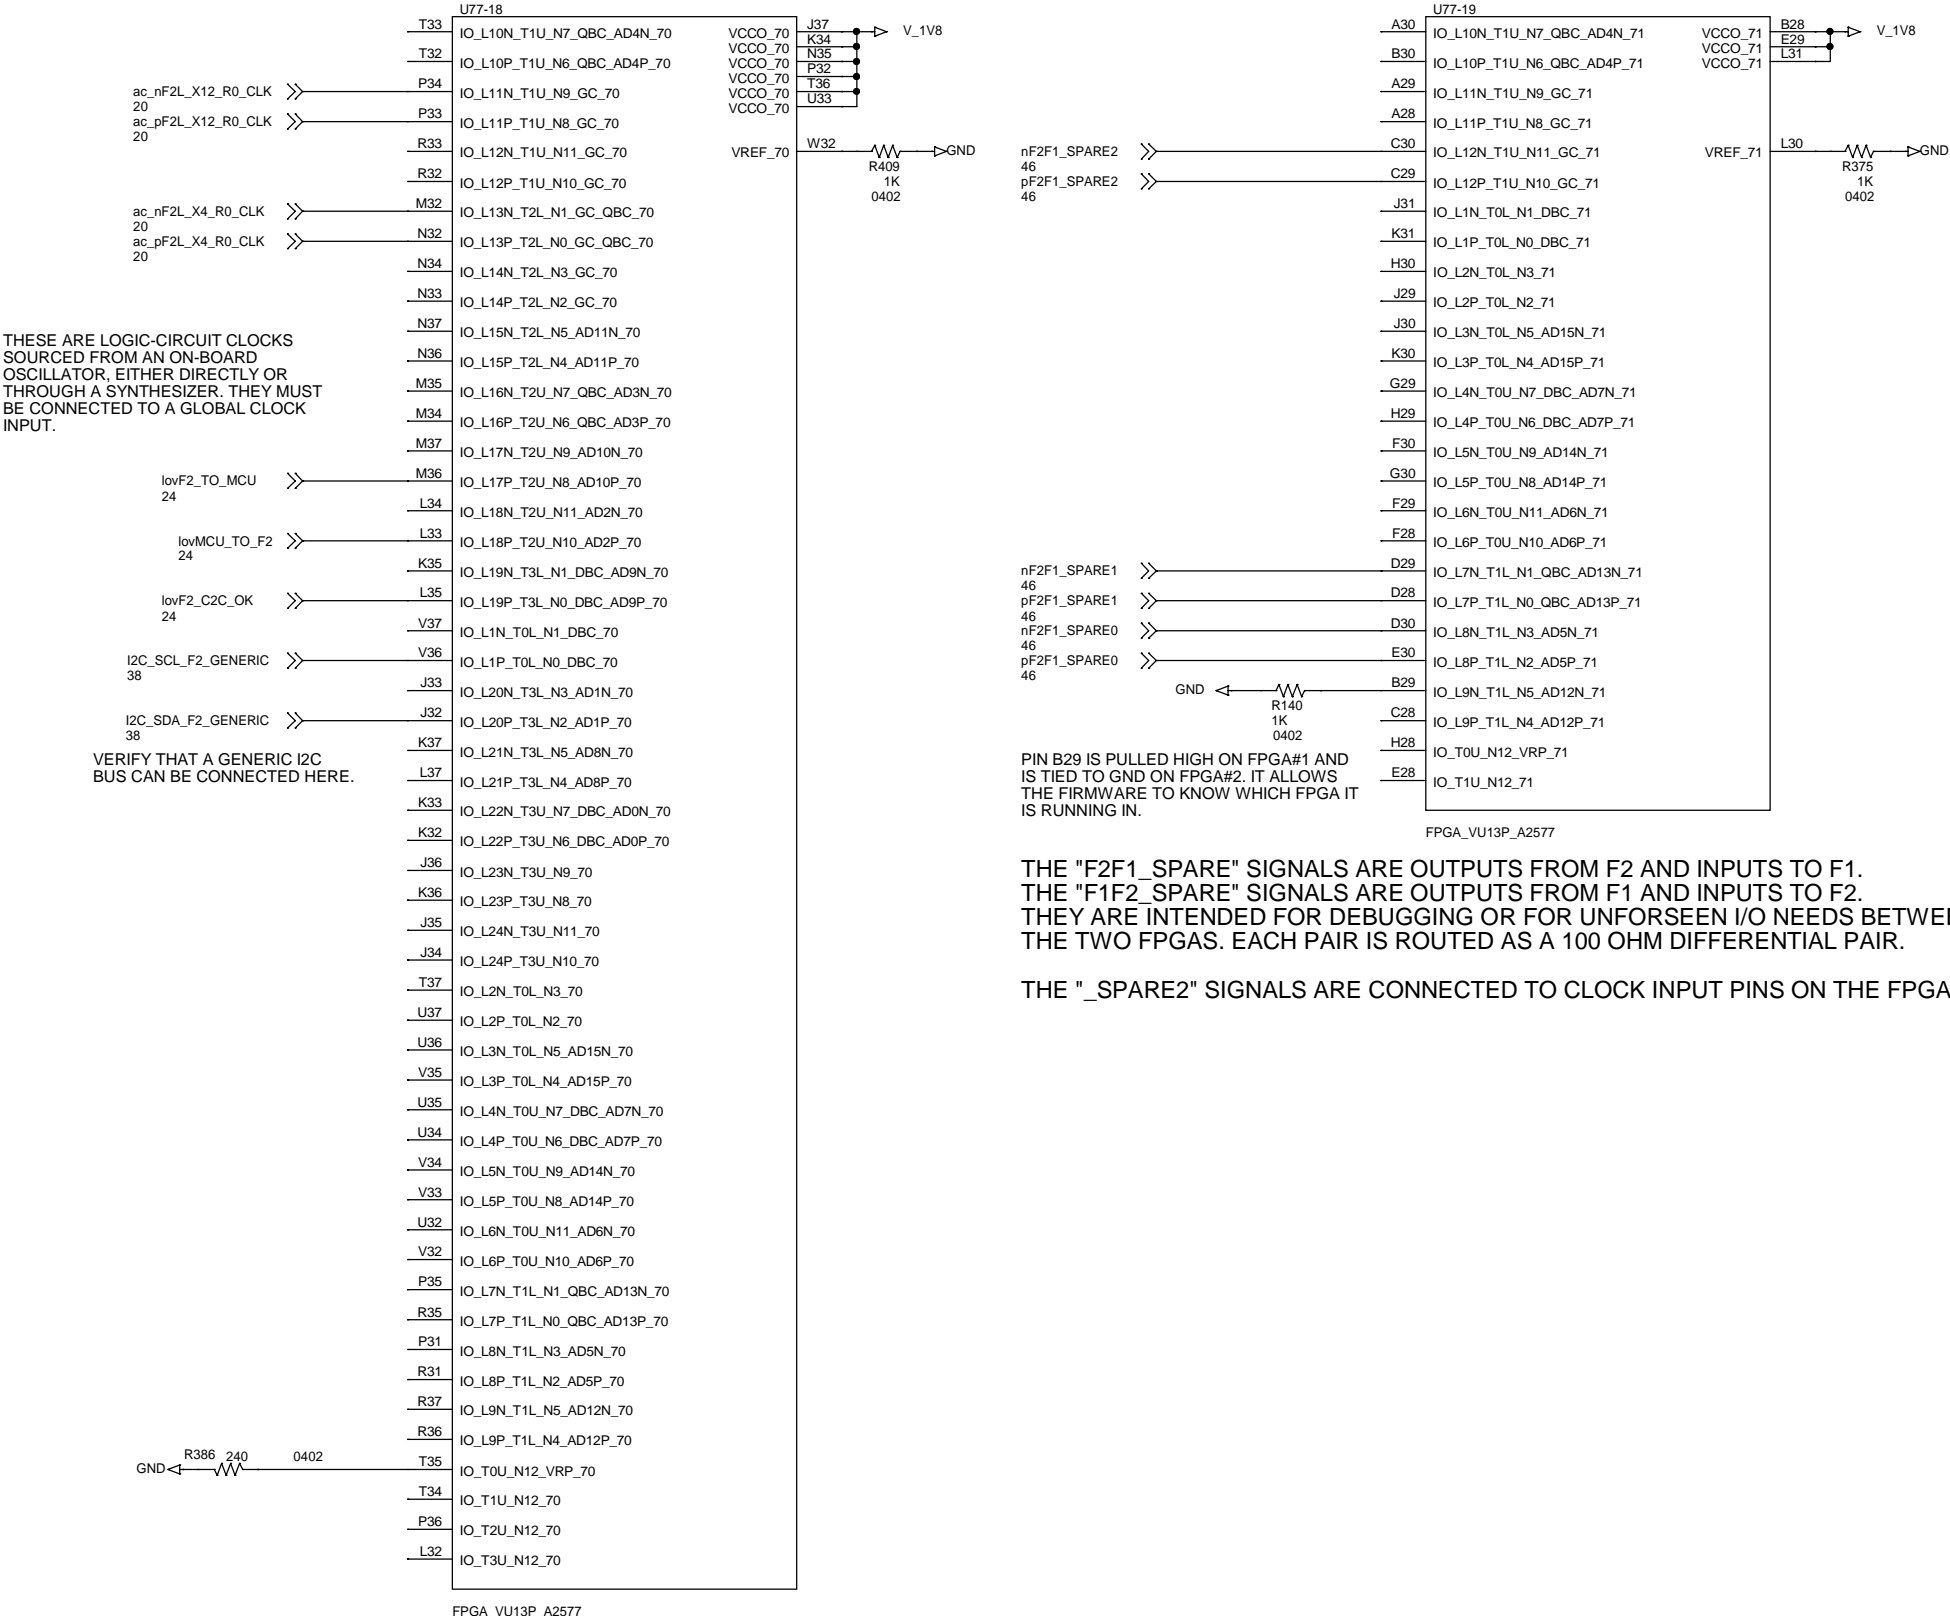 U77-18
T33 IO_L10N_T1U_N7_QBC_AD4N_70 VCCO_70 J37 V_1V8
VCCO_70 K34
T32 IO_L10P_T1U_N6_QBC_AD4P_70 VCCO_70 N35
VCCO_70 P32
ac_nF2L_X12_R0_CLK P34 IO_L11N_T1U_N9_GC_70 VCCO_70 T36
20
VCCO_70 U33
ac_pF2L_X12_R0_CLK P33 IO_L11P_T1U_N8_GC_70
20
R33 IO_L12N_T1U_N11_GC_70 VREF_70 W32 GND
R409
1K
0402
R32 IO_L12P_T1U_N10_GC_70
ac_nF2L_X4_R0_CLK M32 IO_L13N_T2L_N1_GC_QBC_70
20
ac_pF2L_X4_R0_CLK N32 IO_L13P_T2L_N0_GC_QBC_70
20
N34 IO_L14N_T2L_N3_GC_70
N33 IO_L14P_T2L_N2_GC_70
N37 IO_L15N_T2L_N5_AD11N_70
N36 IO_L15P_T2L_N4_AD11P_70
M35 IO_L16N_T2U_N7_QBC_AD3N_70
M34 IO_L16P_T2U_N6_QBC_AD3P_70
M37 IO_L17N_T2U_N9_AD10N_70
THESE ARE LOGIC-CIRCUIT CLOCKS
SOURCED FROM AN ON-BOARD
OSCILLATOR, EITHER DIRECTLY OR
THROUGH A SYNTHESIZER. THEY MUST
BE CONNECTED TO A GLOBAL CLOCK
INPUT.
lovF2_TO_MCU M36 IO_L17P_T2U_N8_AD10P_70
24
L34 IO_L18N_T2U_N11_AD2N_70
lovMCU_TO_F2 L33 IO_L18P_T2U_N10_AD2P_70
24
K35 IO_L19N_T3L_N1_DBC_AD9N_70
lovF2_C2C_OK L35 IO_L19P_T3L_N0_DBC_AD9P_70
24
V37 IO_L1N_T0L_N1_DBC_70
I2C_SCL_F2_GENERIC V36 IO_L1P_T0L_N0_DBC_70
38
J33 IO_L20N_T3L_N3_AD1N_70
I2C_SDA_F2_GENERIC J32 IO_L20P_T3L_N2_AD1P_70
38
VERIFY THAT A GENERIC I2C
BUS CAN BE CONNECTED HERE.
K37 IO_L21N_T3L_N5_AD8N_70
L37 IO_L21P_T3L_N4_AD8P_70
K33 IO_L22N_T3U_N7_DBC_AD0N_70
K32 IO_L22P_T3U_N6_DBC_AD0P_70
J36 IO_L23N_T3U_N9_70
K36 IO_L23P_T3U_N8_70
J35 IO_L24N_T3U_N11_70
J34 IO_L24P_T3U_N10_70
T37 IO_L2N_T0L_N3_70
U37 IO_L2P_T0L_N2_70
U36 IO_L3N_T0L_N5_AD15N_70
V35 IO_L3P_T0L_N4_AD15P_70
U35 IO_L4N_T0U_N7_DBC_AD7N_70
U34 IO_L4P_T0U_N6_DBC_AD7P_70
V34 IO_L5N_T0U_N9_AD14N_70
V33 IO_L5P_T0U_N8_AD14P_70
U32 IO_L6N_T0U_N11_AD6N_70
V32 IO_L6P_T0U_N10_AD6P_70
P35 IO_L7N_T1L_N1_QBC_AD13N_70
R35 IO_L7P_T1L_N0_QBC_AD13P_70
P31 IO_L8N_T1L_N3_AD5N_70
R31 IO_L8P_T1L_N2_AD5P_70
R37 IO_L9N_T1L_N5_AD12N_70
R36 IO_L9P_T1L_N4_AD12P_70
GND R386 240 0402 T35 IO_T0U_N12_VRP_70
T34 IO_T1U_N12_70
P36 IO_T2U_N12_70
L32 IO_T3U_N12_70
FPGA_VU13P_A2577
U77-19
A30 IO_L10N_T1U_N7_QBC_AD4N_71 VCCO_71 B28 V_1V8
VCCO_71 E29
B30 IO_L10P_T1U_N6_QBC_AD4P_71 VCCO_71 L31
A29 IO_L11N_T1U_N9_GC_71
A28 IO_L11P_T1U_N8_GC_71
nF2F1_SPARE2 C30 IO_L12N_T1U_N11_GC_71 VREF_71 L30 GND
46
R375
1K
0402
pF2F1_SPARE2 C29 IO_L12P_T1U_N10_GC_71
46
J31 IO_L1N_T0L_N1_DBC_71
K31 IO_L1P_T0L_N0_DBC_71
H30 IO_L2N_T0L_N3_71
J29 IO_L2P_T0L_N2_71
J30 IO_L3N_T0L_N5_AD15N_71
K30 IO_L3P_T0L_N4_AD15P_71
G29 IO_L4N_T0U_N7_DBC_AD7N_71
H29 IO_L4P_T0U_N6_DBC_AD7P_71
F30 IO_L5N_T0U_N9_AD14N_71
G30 IO_L5P_T0U_N8_AD14P_71
F29 IO_L6N_T0U_N11_AD6N_71
F28 IO_L6P_T0U_N10_AD6P_71
nF2F1_SPARE1 D29 IO_L7N_T1L_N1_QBC_AD13N_71
46
pF2F1_SPARE1 D28 IO_L7P_T1L_N0_QBC_AD13P_71
46
nF2F1_SPARE0 D30 IO_L8N_T1L_N3_AD5N_71
46
pF2F1_SPARE0 E30 IO_L8P_T1L_N2_AD5P_71
46
GND B29 IO_L9N_T1L_N5_AD12N_71
R140
1K
0402
C28 IO_L9P_T1L_N4_AD12P_71
H28 IO_T0U_N12_VRP_71
E28 IO_T1U_N12_71
PIN B29 IS PULLED HIGH ON FPGA#1 AND
IS TIED TO GND ON FPGA#2. IT ALLOWS
THE FIRMWARE TO KNOW WHICH FPGA IT
IS RUNNING IN.
FPGA_VU13P_A2577
THE "F2F1_SPARE" SIGNALS ARE OUTPUTS FROM F2 AND INPUTS TO F1.
THE "F1F2_SPARE" SIGNALS ARE OUTPUTS FROM F1 AND INPUTS TO F2.
THEY ARE INTENDED FOR DEBUGGING OR FOR UNFORSEEN I/O NEEDS
THE TWO FPGAS. EACH PAIR IS ROUTED AS A 100 OHM DIFFERENTIAL PAIR.
THE "_SPARE2" SIGNALS ARE CONNECTED TO CLOCK INPUT PINS ON THE FPGA